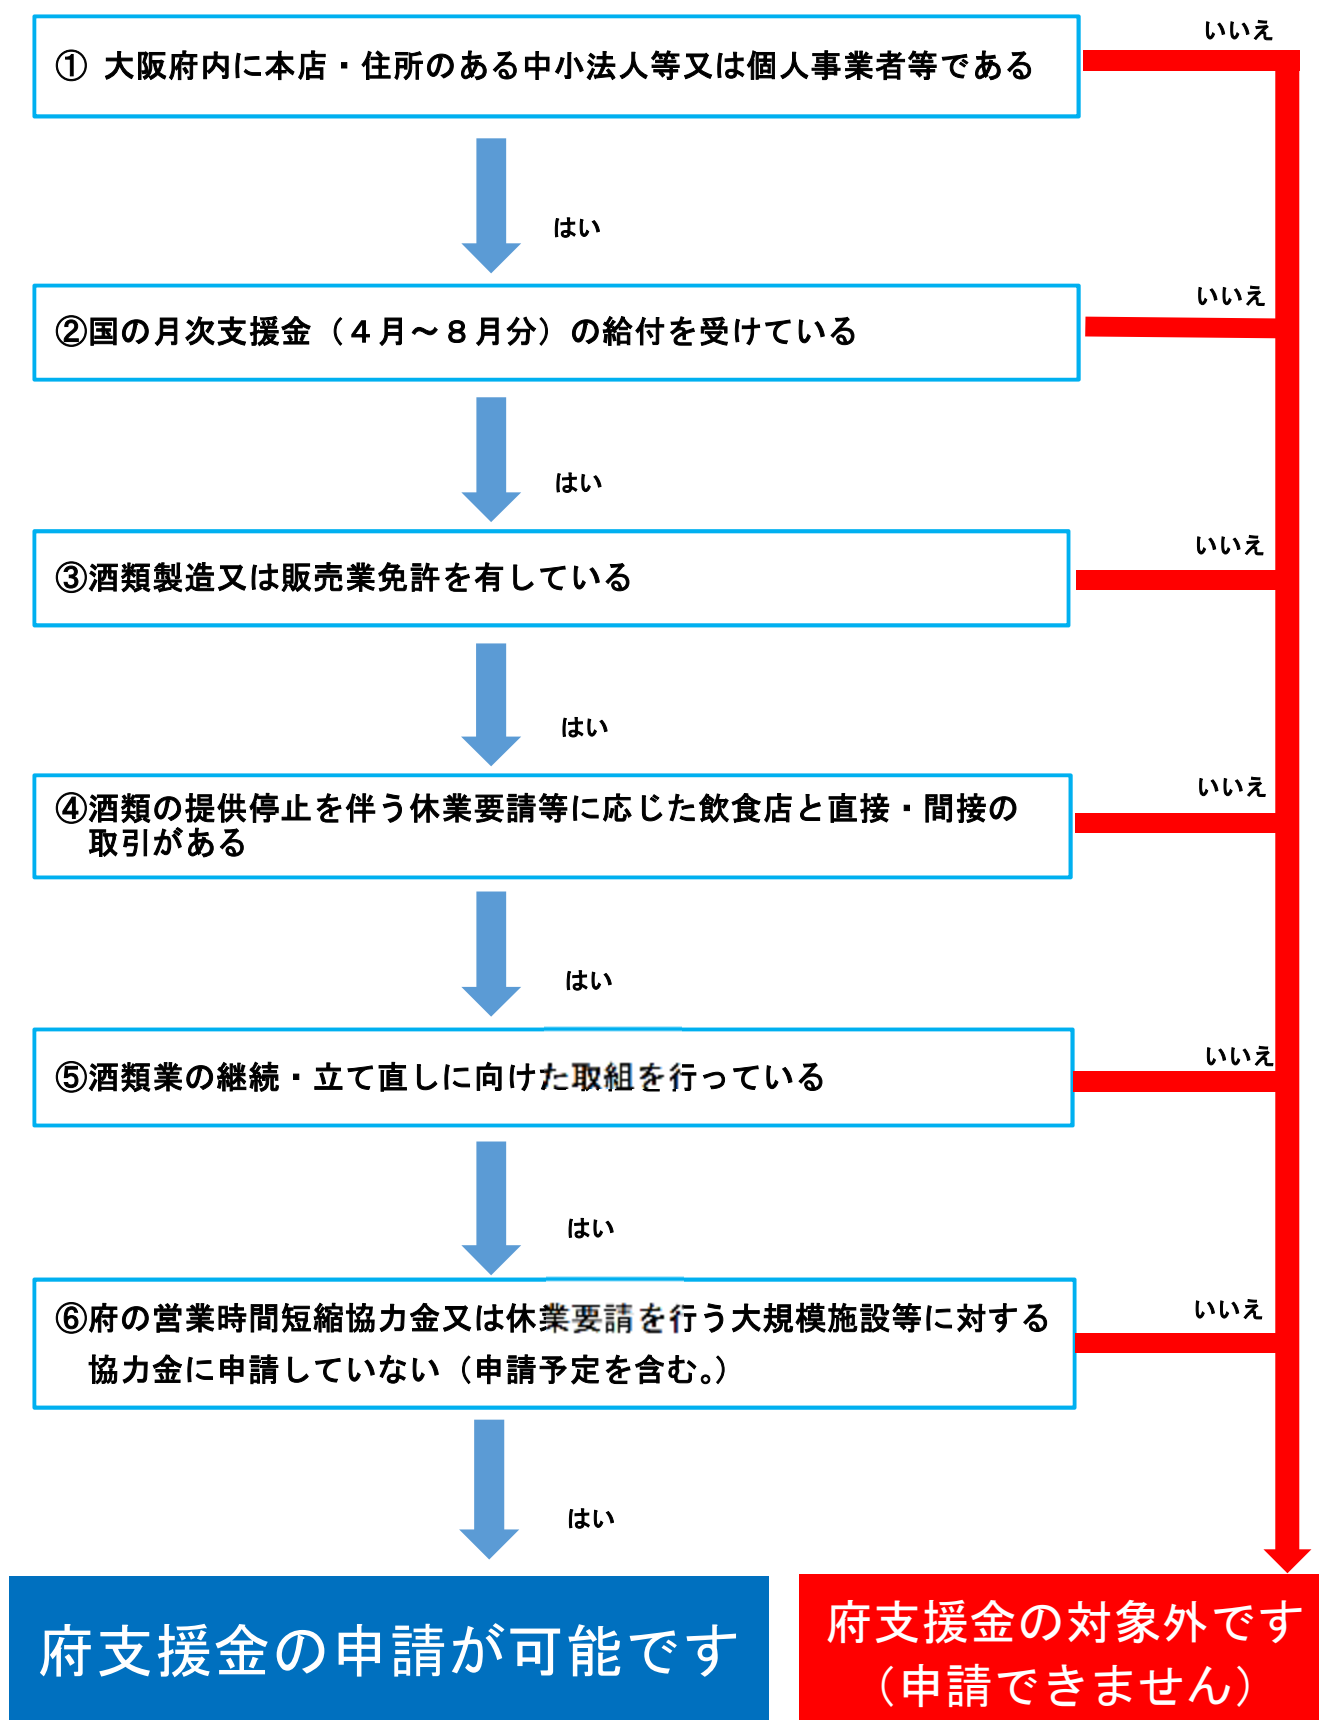 ① 大阪府内に本店・住所のある中小法人等又は個人事業者等である
いいえ
はい
②国の月次支援金（４月～８月分）の給付を受けている
いいえ
はい
③酒類製造又は販売業免許を有している
いいえ
はい
④酒類の提供停止を伴う休業要請等に応じた飲食店と直接・間接の
取引がある
いいえ
はい
⑤酒類業の継続・立て直しに向けた取組を行っている
いいえ
はい
⑥府の営業時間短縮協力金又は休業要請を行う大規模施設等に対する
協力金に申請していない（申請予定を含む。）
いいえ
はい
府支援金の申請が可能です
府支援金の対象外です
（申請できません）